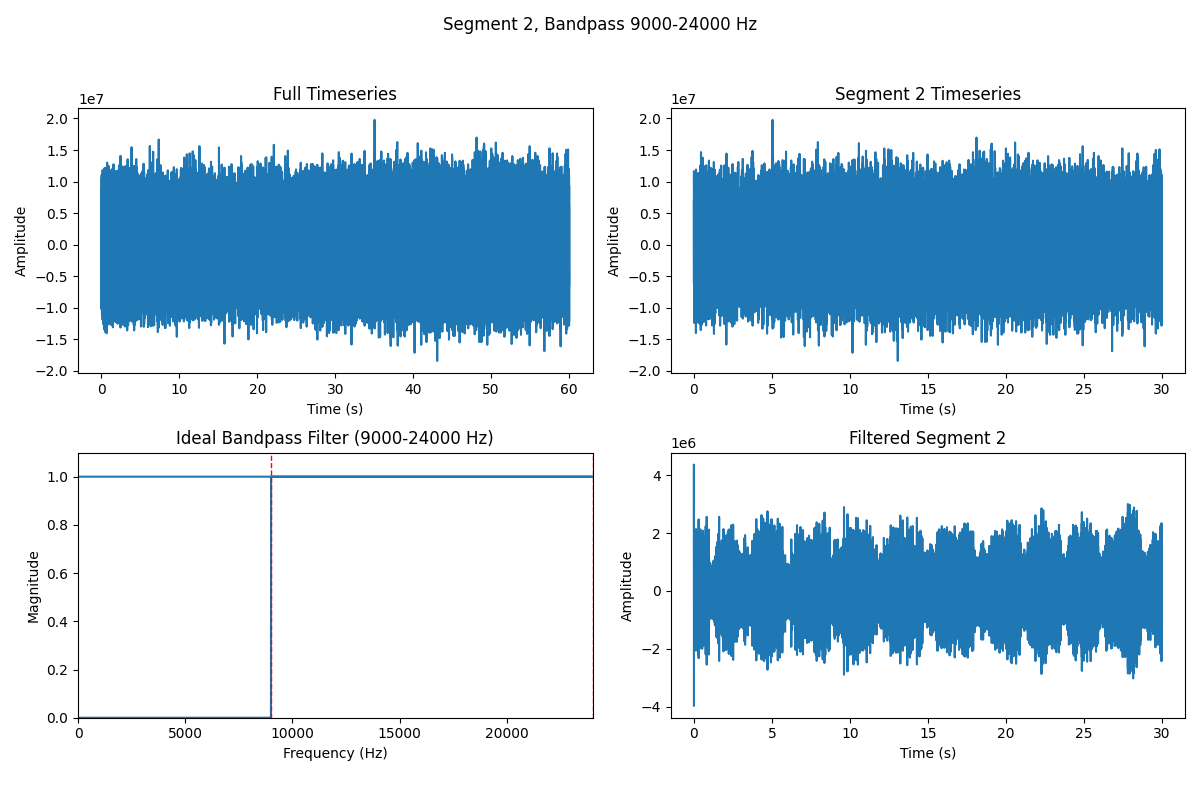 Segment 2, Bandpass 9000-24000 Hz
Full Timeseries
1e7
2.0
1.5
1.0
0.5
0.0
−0.5
−1.0
−1.5
−2.0
Amplitude
0 10 20 30 40 50 60
Time (s)
Segment 2 Timeseries
1e7
2.0
1.5
1.0
0.5
0.0
−0.5
−1.0
−1.5
−2.0
Amplitude
0 5 10 15 20 25 30
Time (s)
Ideal Bandpass Filter (9000-24000 Hz)
1.0
0.8
0.6
0.4
0.2
0.0
Magnitude
0 5000 10000 15000 20000
Frequency (Hz)
Filtered Segment 2
1e6
4
2
0
−2
−4
Amplitude
0 5 10 15 20 25 30
Time (s)